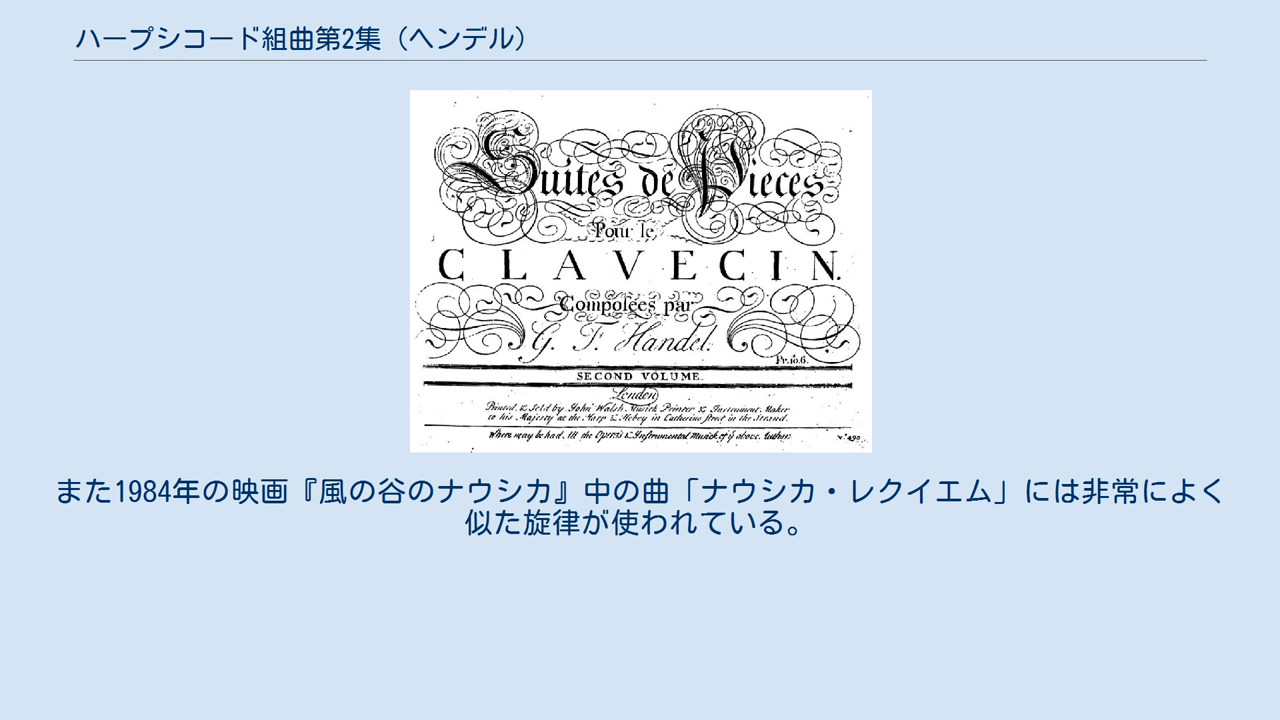 ハープシコード組曲第2集（ヘンデル）
Suites de Pieces
Pour le
CLAVECIN.
Composées par
G. F. Handel.
Pr. 10.6.
SECOND VOLUME.
London
Printed, & Sold by John Walsh, Musick Printer & Instrument Maker
to his Majesty at the Harp & Hoboy in Catherine street in the Strand.
Where may be had, All the Opera's & Instrumental Musick of ye above Author.
また1984年の映画『風の谷のナウシカ』中の曲「ナウシカ・レクイエム」には非常によく
似た旋律が使われている。